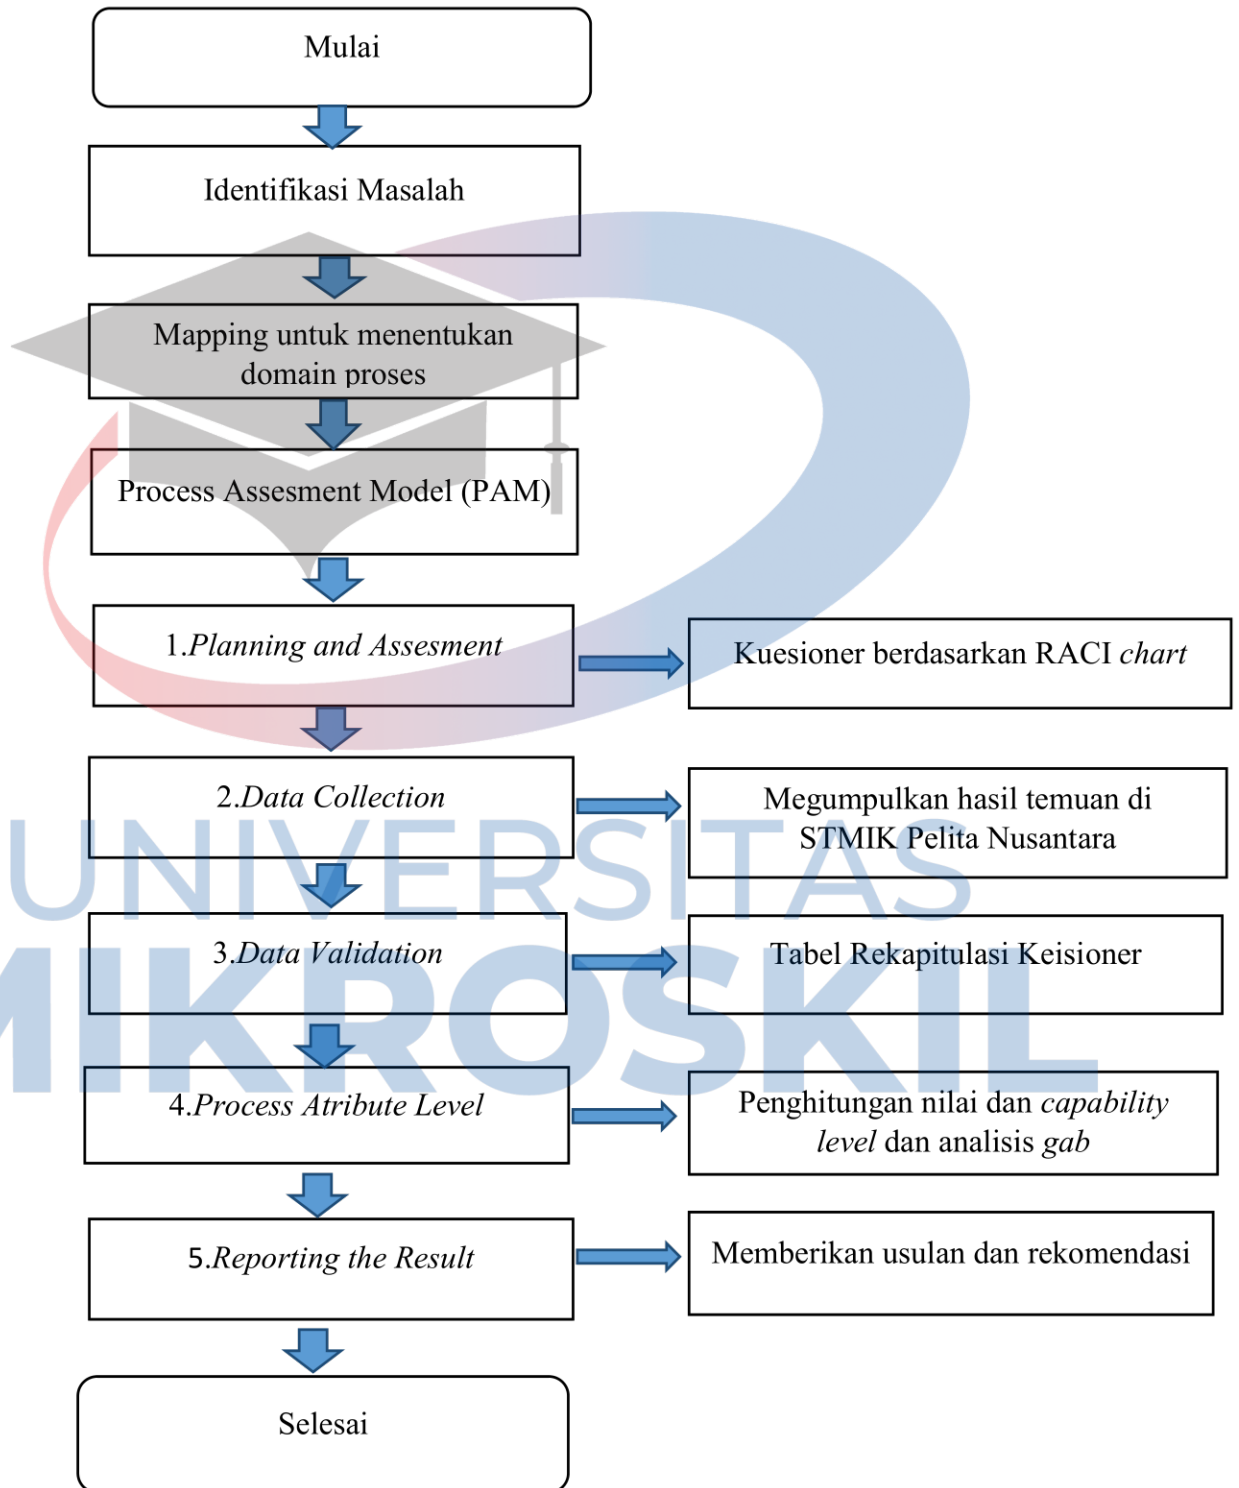 Mulai
Identifikasi Masalah
Mapping untuk menentukan
domain proses
Process Assesment Model (PAM)
1.Planning and Assesment
Kuesioner berdasarkan RACI chart
2.Data Collection
Megumpulkan hasil temuan di
STMIK Pelita Nusantara
UNIVERSITAS
3.Data Validation
Tabel Rekapitulasi Keisioner
MIKROSKIL
4.Process Atribute Level
Penghitungan nilai dan capability
level dan analisis gab
5.Reporting the Result
Memberikan usulan dan rekomendasi
Selesai